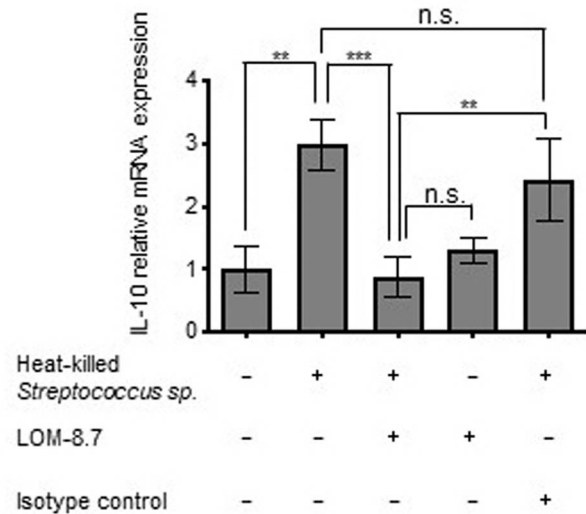 n.s.
** *** **
n.s.
IL-10 relative mRNA expression
4
3
2
1
0
Heat-killed
Streptococcus sp. – + + – +
LOM-8.7 – – + + –
Isotype control – – – – +